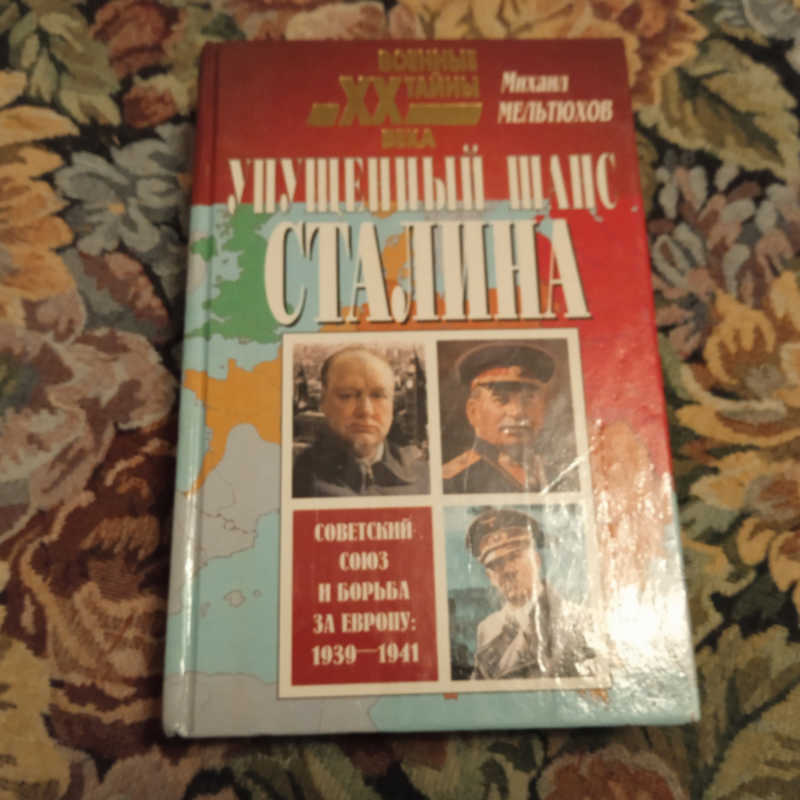 ВОЕННЫЕ
XX ТАЙНЫ
ВЕКА
Михаил
МЕЛЬТЮХОВ
УПУЩЕННЫЙ ШАНС
СТАЛИНА
СОВЕТСКИЙ
СОЮЗ
И БОРЬБА
ЗА ЕВРОПУ:
1939—1941